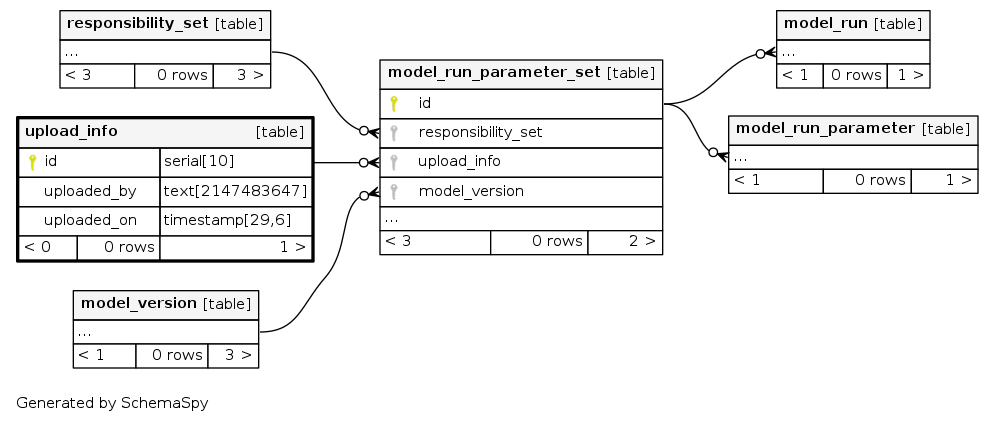 responsibility_set [table]
...
< 3 0 rows 3 >
upload_info [table]
id serial[10]
uploaded_by text[2147483647]
uploaded_on timestamp[29,6]
< 0 0 rows 1 >
model_version [table]
...
< 1 0 rows 3 >
model_run_parameter_set [table]
id
responsibility_set
upload_info
model_version
...
< 3 0 rows 2 >
model_run [table]
...
< 1 0 rows 1 >
model_run_parameter [table]
...
< 1 0 rows 1 >
Generated by SchemaSpy